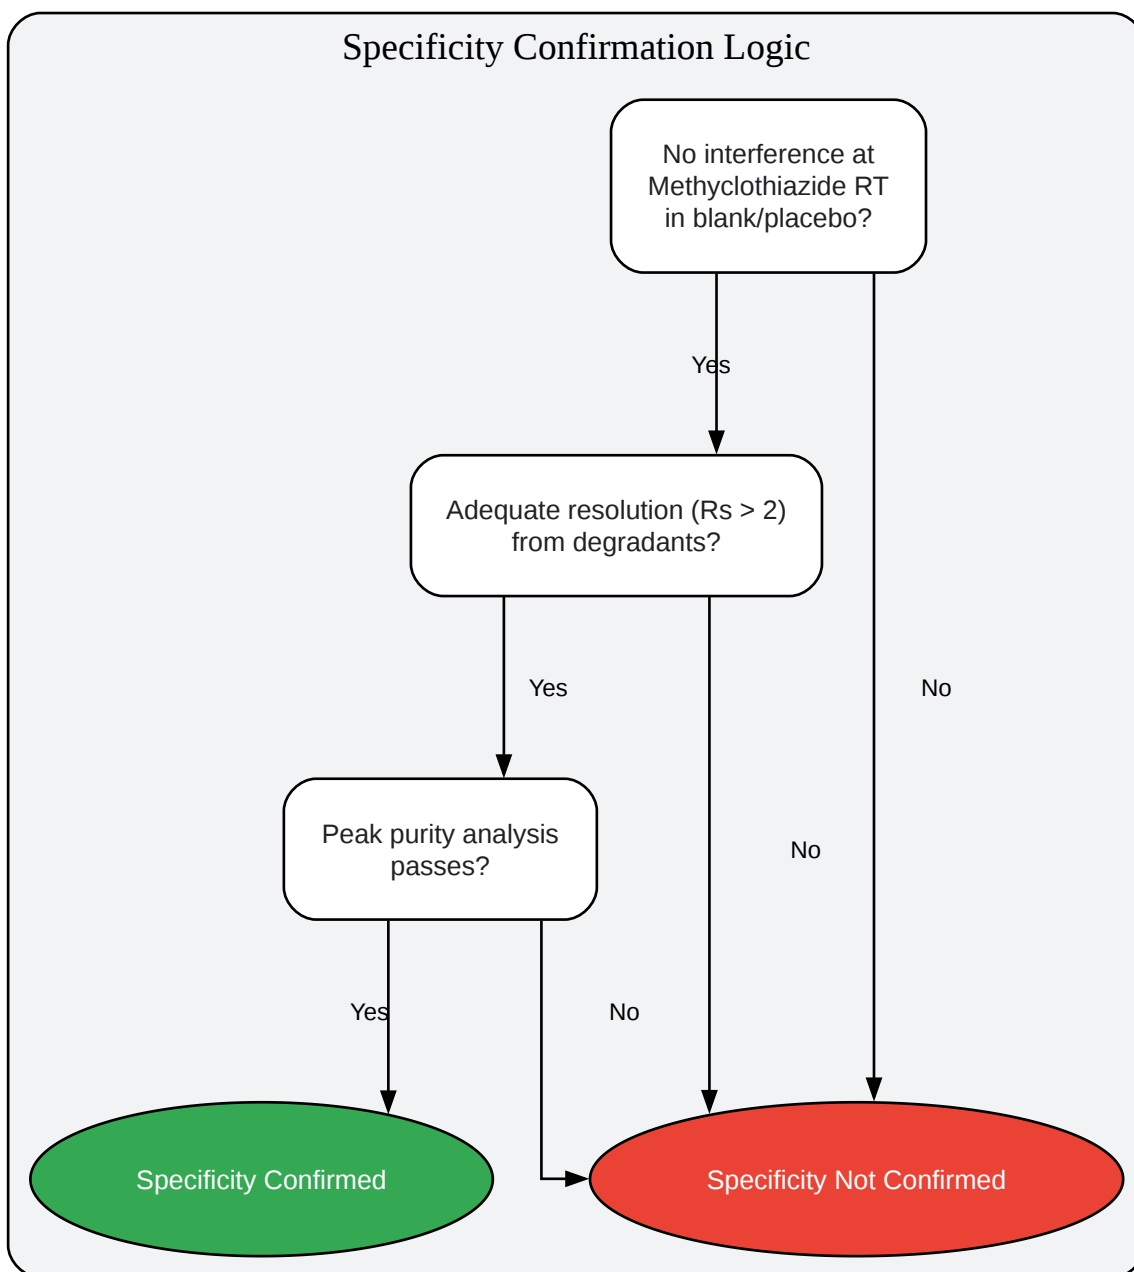 Specificity Confirmation Logic
No interference at
Methyclothiazide RT
in blank/placebo?
Yes
Adequate resolution (Rs > 2)
from degradants?
Yes
No
Peak purity analysis
passes?
No
Yes
No
Specificity Confirmed
Specificity Not Confirmed